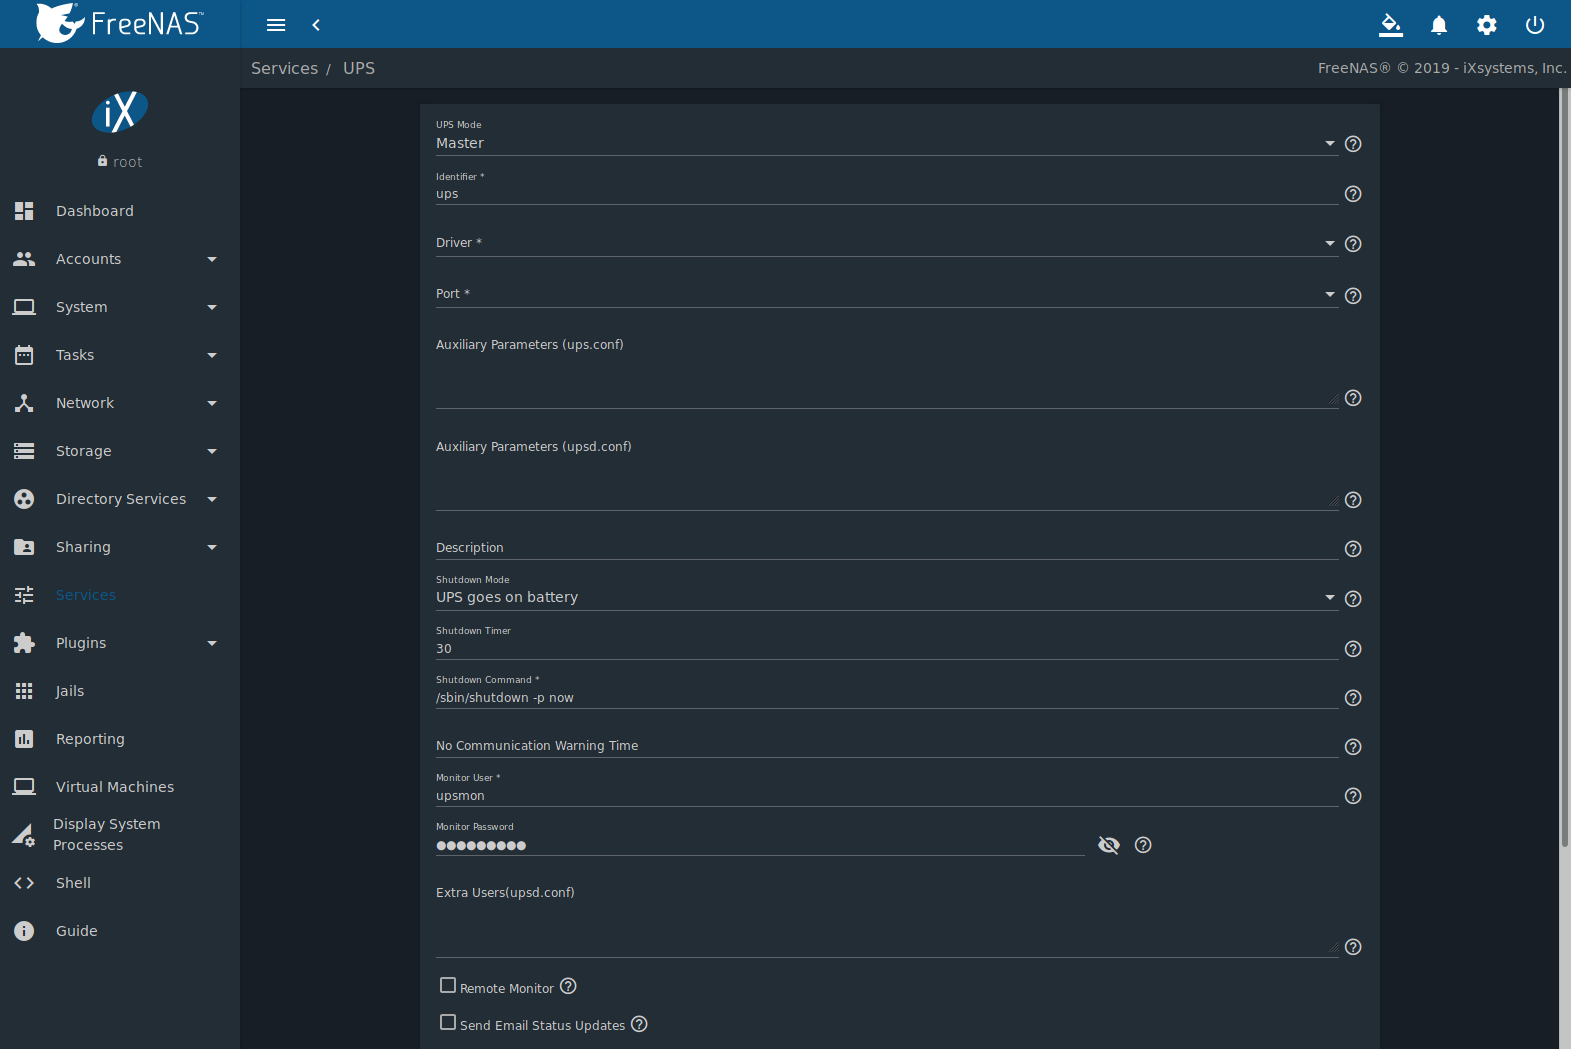 FreeNAS™
Services / UPS
FreeNAS® © 2019 - iXsystems, Inc.
iX
root
Dashboard
Accounts
System
Tasks
Network
Storage
Directory Services
Sharing
Services
Plugins
Jails
Reporting
Virtual Machines
Display System
Processes
Shell
Guide
UPS Mode
Master
Identifier *
ups
Driver *
Port *
Auxiliary Parameters (ups.conf)
Auxiliary Parameters (upsd.conf)
Description
Shutdown Mode
UPS goes on battery
Shutdown Timer
30
Shutdown Command *
/sbin/shutdown -p now
No Communication Warning Time
Monitor User *
upsmon
Monitor Password
●●●●●●●●●
Extra Users(upsd.conf)
Remote Monitor
Send Email Status Updates